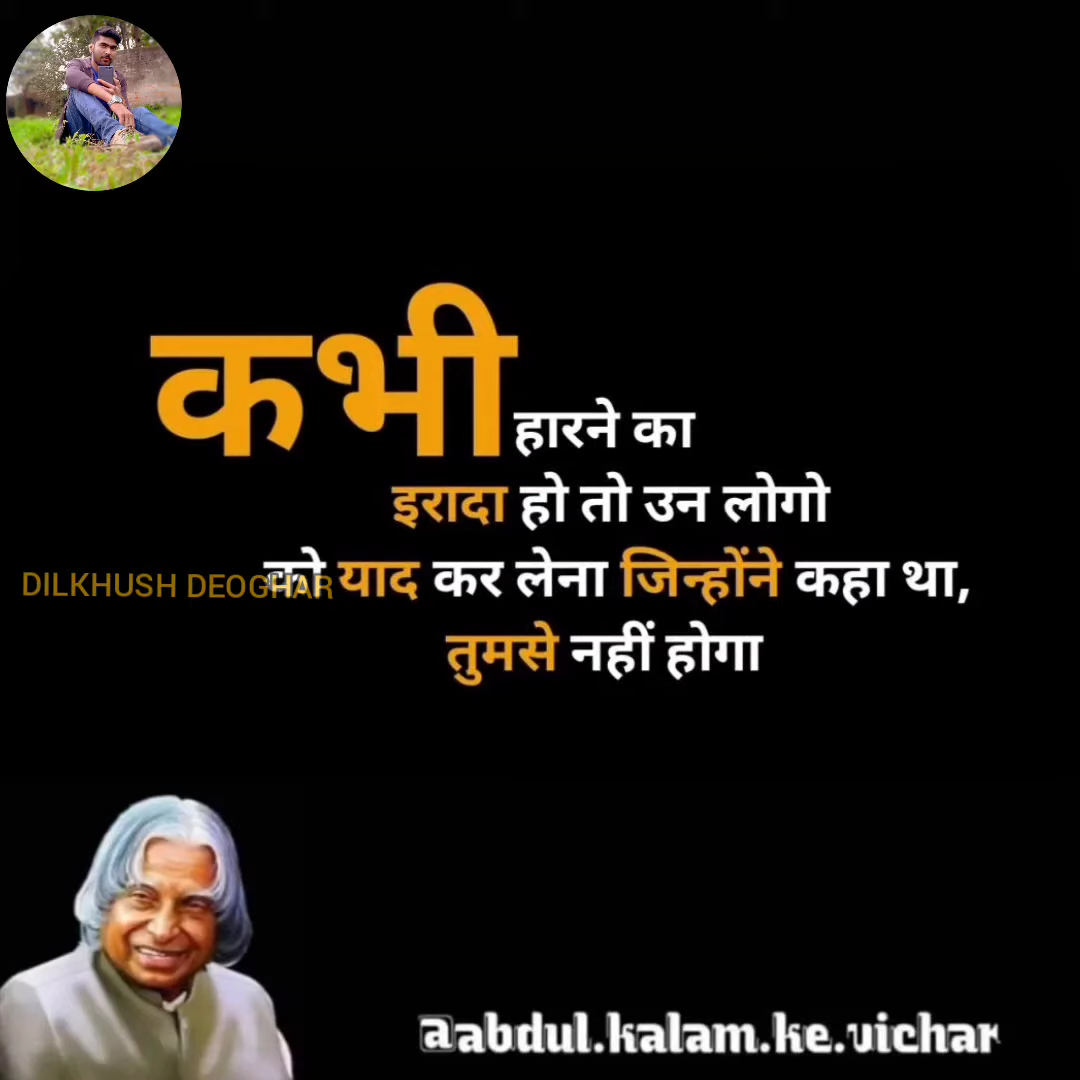 कभी हारने का
इरादा हो तो उन लोगो
को याद कर लेना जिन्होंने कहा था,
तुमसे नहीं होगा
DILKHUSH DEOGHAR
@abdul.kalam.ke.vichar